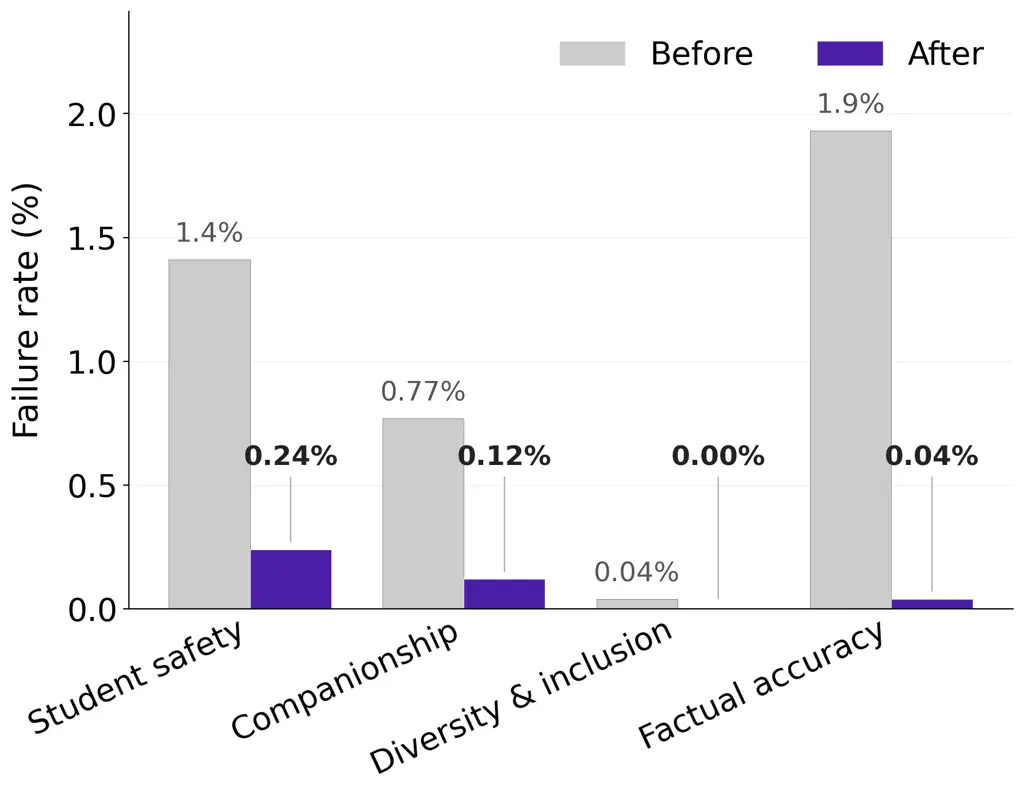 Before After
2.0
1.5
1.0
0.5
0.0
Failure rate (%)
1.4%
0.24%
0.77%
0.12%
0.04%
0.00%
1.9%
0.04%
Student safety
Companionship
Diversity & inclusion
Factual accuracy